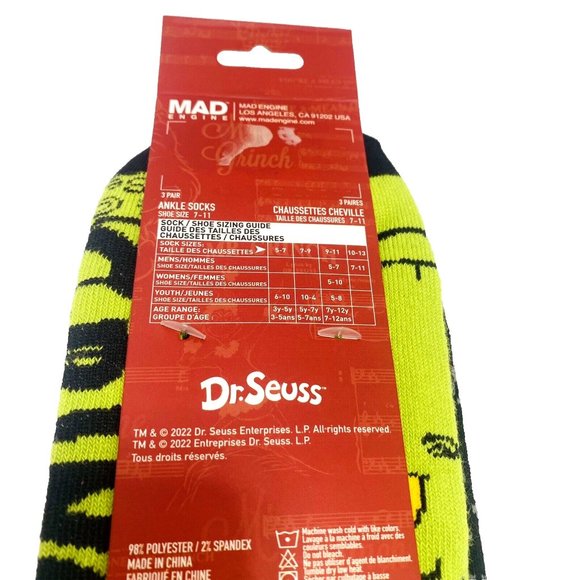 MAD
ENGINE
MAD ENGINE
LOS ANGELES, CA 91202 USA
www.madengine.com
Grinch
3 PAIR
3 PAIRES
ANKLE SOCKS
CHAUSSETTES CHEVILLE
SHOE SIZE 7-11
TAILLE DES CHAUSSURES 7-11
SOCK / SHOE SIZING GUIDE
GUIDE DES TAILLES DES
CHAUSSETTES / CHAUSSURES
SOCK SIZES:
TAILLE DES CHAUSSETTES 5-7 7-9 9-11 10-13
MENS/HOMMES
SHOE SIZE/TAILLES DES CHAUSSURES 5-7 7-11
WOMENS/FEMMES
SHOE SIZE/TAILLES DES CHAUSSURES 5-10
YOUTH/JEUNES
SHOE SIZE/TAILLES DES CHAUSSURES 6-10 10-4 5-8
AGE RANGE: 3y-5y 5y-7y 7y-12y
GROUPE D'ÂGE: 3-5ans 5-7ans 7-12ans
Dr. Seuss™
TM & © 2022 Dr. Seuss Enterprises. L.P. All rights reserved.
TM & © 2022 Entreprises Dr. Seuss. L.P.
Tous droits réservés.
98% POLYESTER / 2% SPANDEX
MADE IN CHINA
FABRIQUÉ EN CHINE
Machine wash cold with like colors.
Lavage à la machine à froid avec des
couleurs semblables.
Do not bleach.
Ne pas utiliser d'agent de blanchiment.
Tumble dry low heat.